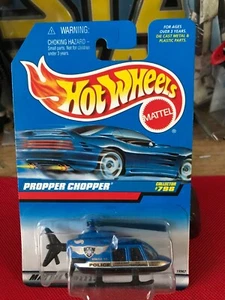 WARNING:
CHOKING HAZARD-
Small parts. Not for children
under 3 years.
FOR AGES
OVER 3 YEARS.
DIE CAST METAL &
PLASTIC PARTS.
Hot Wheels
MATTEL
PROPPER CHOPPER
COLLECTOR
#798
POLICE